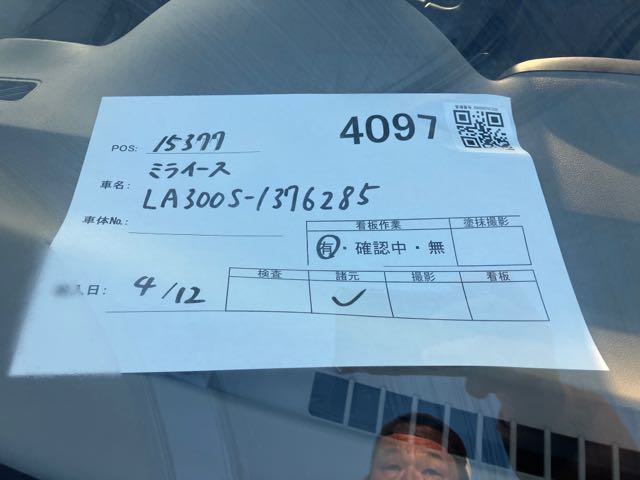 4097
POS: 15377
ミライース
車名: LA300S-1376285
車体No.:
看板作業 塗抹撮影
有・確認中・無
入日: 4/12
検査 諸元 撮影 看板